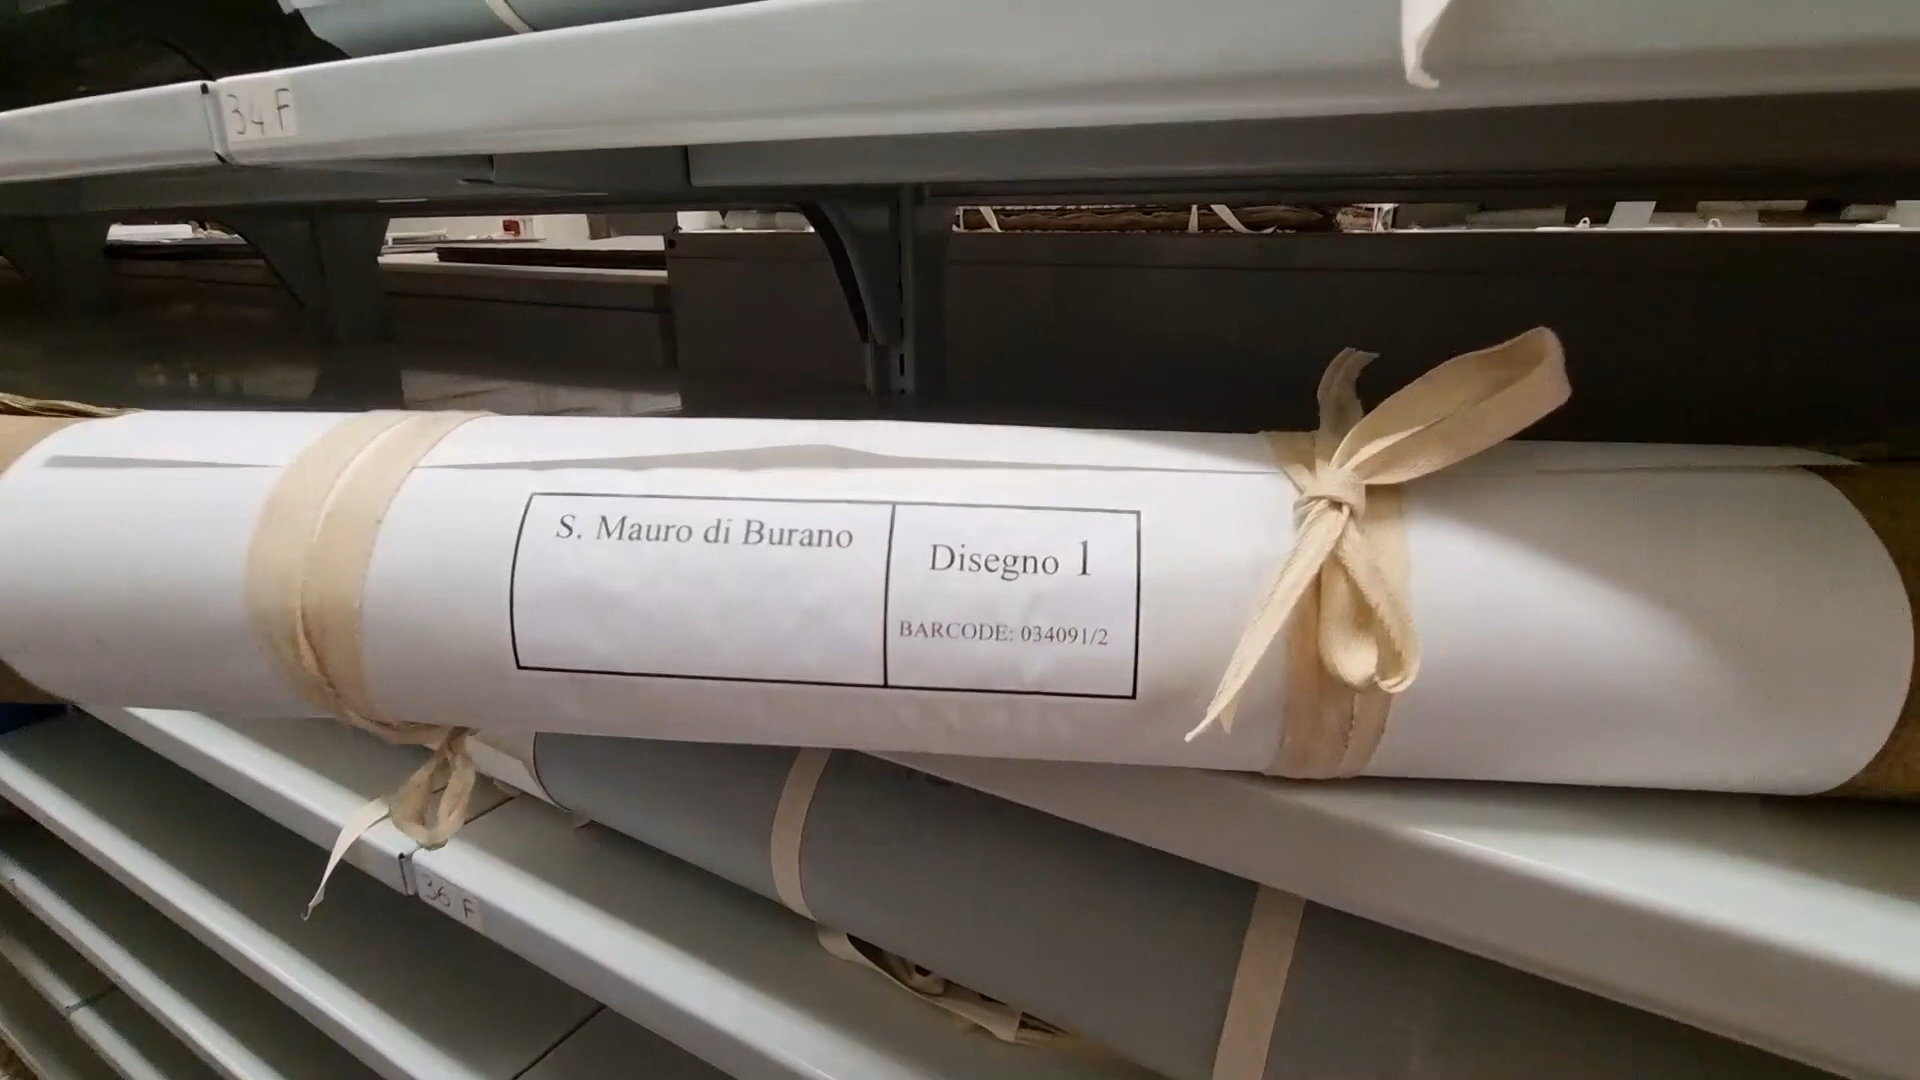 34 F
S. Mauro di Burano
Disegno 1
BARCODE: 034091/2
36 F